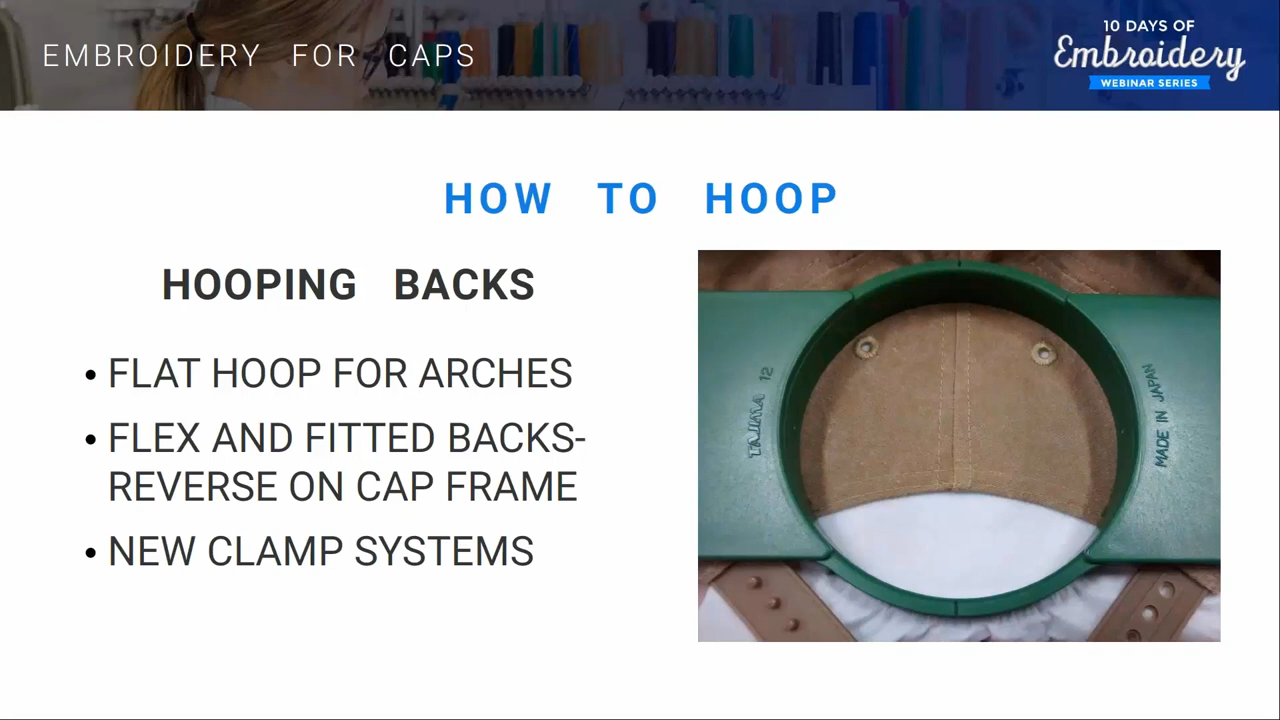 EMBROIDERY FOR CAPS
10 DAYS OF
Embroidery
WEBINAR SERIES
HOW TO HOOP
HOOPING BACKS
• FLAT HOOP FOR ARCHES
• FLEX AND FITTED BACKS-
REVERSE ON CAP FRAME
• NEW CLAMP SYSTEMS
TAJIMA 12
MADE IN JAPAN